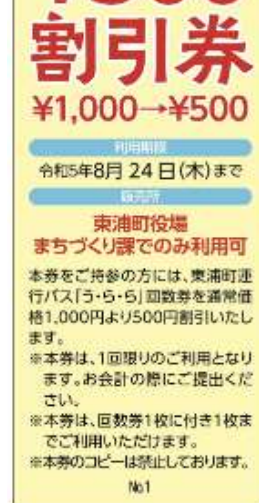 割引券
¥1,000→¥500
利用期限
令和5年8月24日(木)まで
販売所
東浦町役場
まちづくり課でのみ利用可
本券をご持参の方には、東浦町運
行バス「う・ら・ら」回数券を通常価
格1,000円より500円割引いたし
ます。
※本券は、1回限りのご利用となり
ます。お会計の際にご提出くだ
さい。
※本券は、回数券1枚に付き1枚ま
でご利用いただけます。
※本券のコピーは禁止しております。
No1